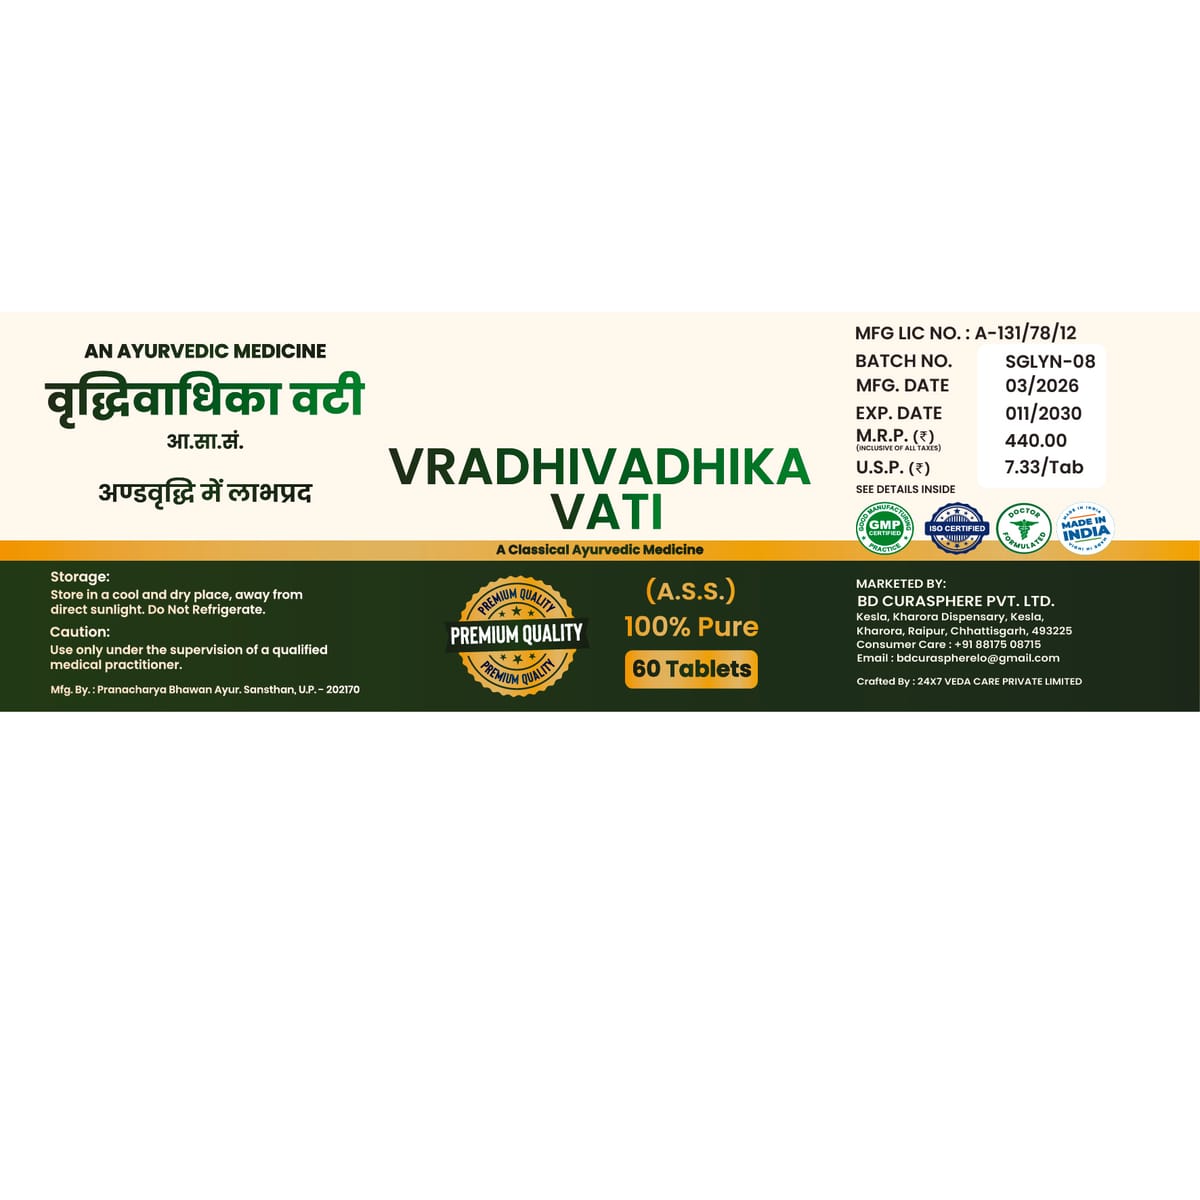 AN AYURVEDIC MEDICINE
वृद्धिवाधिका वटी
आ.सा.सं.
अण्डवृद्धि में लाभप्रद
Storage:
Store in a cool and dry place, away from
direct sunlight. Do Not Refrigerate.
Caution:
Use only under the supervision of a qualified
medical practitioner.
Mfg. By. : Pranacharya Bhawan Ayur. Sansthan, U.P. - 202170
VRADHIVADHIKA
VATI
A Classical Ayurvedic Medicine
PREMIUM QUALITY
PREMIUM QUALITY
PREMIUM QUALITY
(A.S.S.)
100% Pure
60 Tablets
MFG LIC NO. : A-131/78/12
BATCH NO. SGLYN-08
MFG. DATE 03/2026
EXP. DATE 011/2030
M.R.P. (₹) 440.00
(INCLUSIVE OF ALL TAXES)
U.S.P. (₹) 7.33/Tab
SEE DETAILS INSIDE
GOOD MANUFACTURING
GMP
CERTIFIED
PRACTICE
ISO CERTIFIED
DOCTOR
FORMULATED
MADE IN INDIA
MADE IN
INDIA
MARKETED BY:
BD CURASPHERE PVT. LTD.
Kesla, Kharora Dispensary, Kesla,
Kharora, Raipur, Chhattisgarh, 493225
Consumer Care : +91 88175 08715
Email : bdcuraspherelo@gmail.com
Crafted By : 24X7 VEDA CARE PRIVATE LIMITED